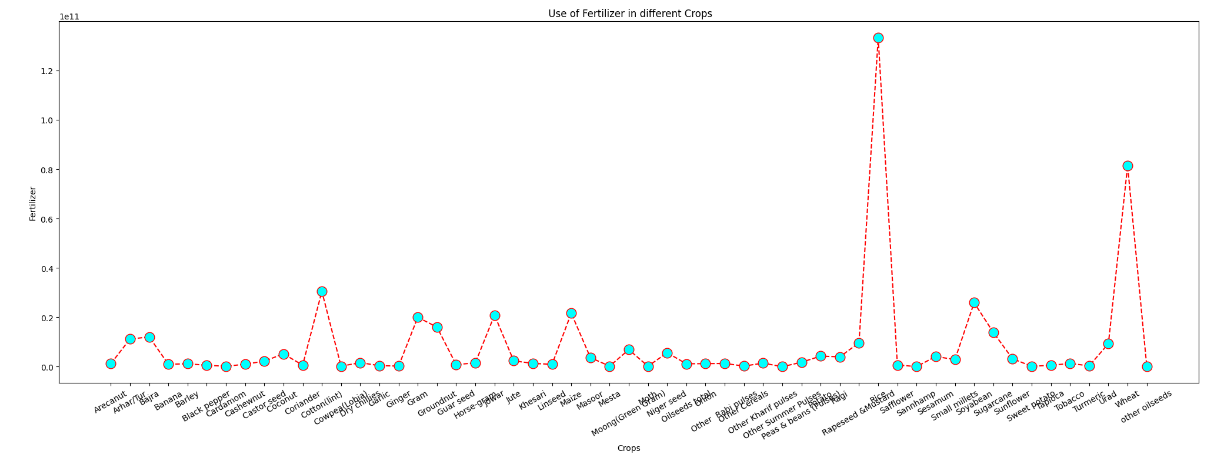 Use of Fertilizer in different Crops
1e11
1.2
1.0
0.8
0.6
0.4
0.2
0.0
Fertilizer
Arecanut
Arhar/Tur
Bajra
Banana
Barley
Black pepper
Cardamom
Cashewnut
Castor seed
Coconut
Coriander
Cotton(lint)
Cowpea(Lobia)
Dry chillies
Garlic
Ginger
Gram
Groundnut
Guar seed
Horse-gram
Jowar
Jute
Khesari
Linseed
Maize
Masoor
Mesta
Moong(Green Gram)
Moth
Niger seed
Oilseeds total
Onion
Other  Rabi pulses
Other Cereals
Other Kharif pulses
Other Summer Pulses
Peas & beans (Pulses)
Potato
Ragi
Rapeseed &Mustard
Rice
Safflower
Sannhamp
Sesamum
Small millets
Soyabean
Sugarcane
Sunflower
Sweet potato
Tapioca
Tobacco
Turmeric
Urad
Wheat
other oilseeds
Crops